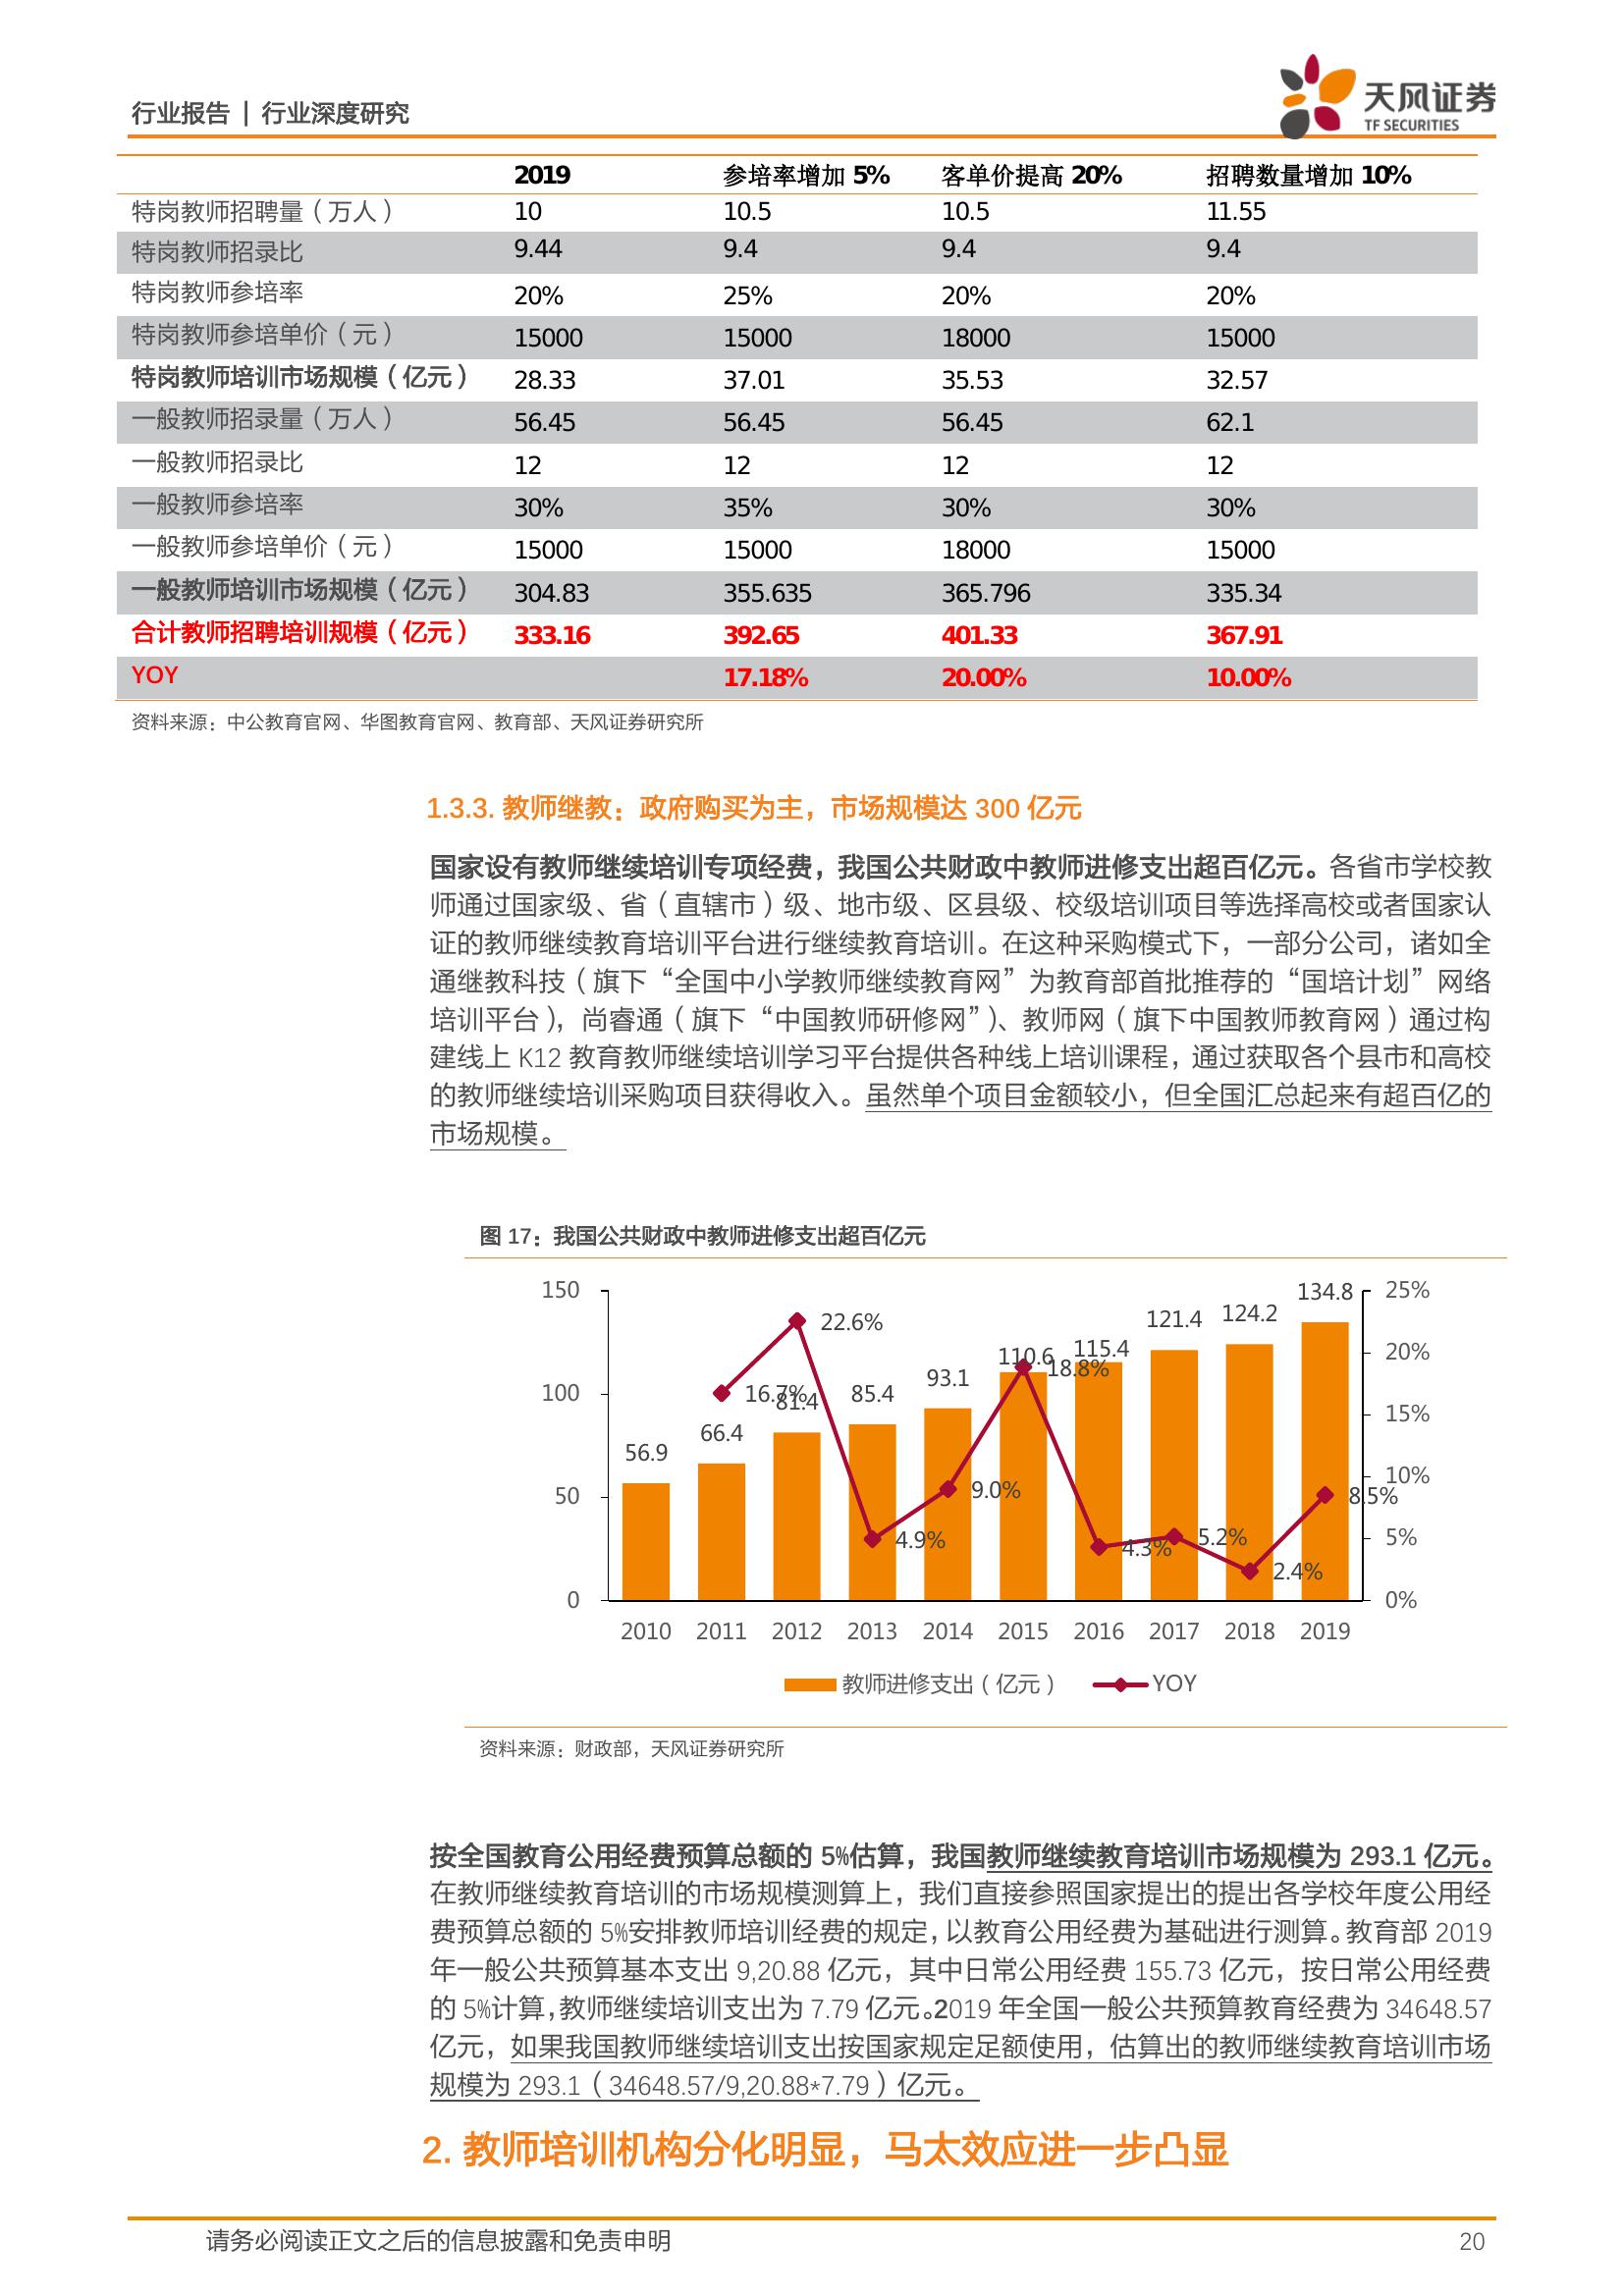 行业报告 | 行业深度研究
天风证券
TF SECURITIES
2019 参培率增加 5% 客单价提高 20% 招聘数量增加 10%
特岗教师招聘量（万人） 10 10.5 10.5 11.55
特岗教师招录比 9.44 9.4 9.4 9.4
特岗教师参培率 20% 25% 20% 20%
特岗教师参培单价（元） 15000 15000 18000 15000
特岗教师培训市场规模（亿元） 28.33 37.01 35.53 32.57
一般教师招录量（万人） 56.45 56.45 56.45 62.1
一般教师招录比 12 12 12 12
一般教师参培率 30% 35% 30% 30%
一般教师参培单价（元） 15000 15000 18000 15000
一般教师培训市场规模（亿元） 304.83 355.635 365.796 335.34
合计教师招聘培训规模（亿元） 333.16 392.65 401.33 367.91
YOY 17.18% 20.00% 10.00%
资料来源：中公教育官网、华图教育官网、教育部、天风证券研究所
1.3.3. 教师继教：政府购买为主，市场规模达 300 亿元
国家设有教师继续培训专项经费，我国公共财政中教师进修支出超百亿元。各省市学校教
师通过国家级、省（直辖市）级、地市级、区县级、校级培训项目等选择高校或者国家认
证的教师继续教育培训平台进行继续教育培训。在这种采购模式下，一部分公司，诸如全
通继教科技（旗下“全国中小学教师继续教育网”为教育部首批推荐的“国培计划”网络
培训平台），尚睿通（旗下“中国教师研修网”）、教师网（旗下中国教师教育网）通过构
建线上 K12 教育教师继续培训学习平台提供各种线上培训课程，通过获取各个县市和高校
的教师继续培训采购项目获得收入。虽然单个项目金额较小，但全国汇总起来有超百亿的
市场规模。
图 17：我国公共财政中教师进修支出超百亿元
150 100 50 0
25% 20% 15% 10% 5% 0%
56.9 66.4 81.4 85.4 93.1 110.6 115.4 121.4 124.2 134.8
16.7% 22.6% 4.9% 9.0% 18.8% 4.3% 5.2% 2.4% 8.5%
2010 2011 2012 2013 2014 2015 2016 2017 2018 2019
教师进修支出（亿元） YOY
资料来源：财政部，天风证券研究所
按全国教育公用经费预算总额的 5%估算，我国教师继续教育培训市场规模为 293.1 亿元。
在教师继续教育培训的市场规模测算上，我们直接参照国家提出的提出各学校年度公用经
费预算总额的 5%安排教师培训经费的规定，以教育公用经费为基础进行测算。教育部 2019
年一般公共预算基本支出 9,20.88 亿元，其中日常公用经费 155.73 亿元，按日常公用经费
的 5%计算，教师继续培训支出为 7.79 亿元。2019 年全国一般公共预算教育经费为 34648.57
亿元，如果我国教师继续培训支出按国家规定足额使用，估算出的教师继续教育培训市场
规模为 293.1（34648.57/9,20.88*7.79）亿元。
2. 教师培训机构分化明显，马太效应进一步凸显
请务必阅读正文之后的信息披露和免责申明 20